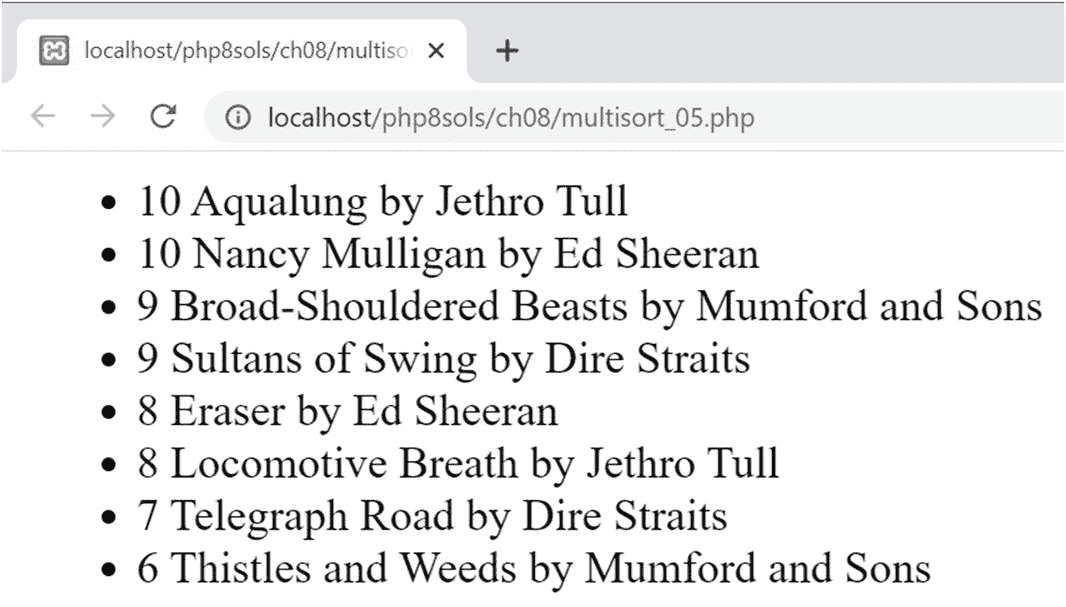 localhost/php8sols/ch08/multiso
localhost/php8sols/ch08/multisort_05.php
• 10 Aqualung by Jethro Tull
• 10 Nancy Mulligan by Ed Sheeran
• 9 Broad-Shouldered Beasts by Mumford and Sons
• 9 Sultans of Swing by Dire Straits
• 8 Eraser by Ed Sheeran
• 8 Locomotive Breath by Jethro Tull
• 7 Telegraph Road by Dire Straits
• 6 Thistles and Weeds by Mumford and Sons